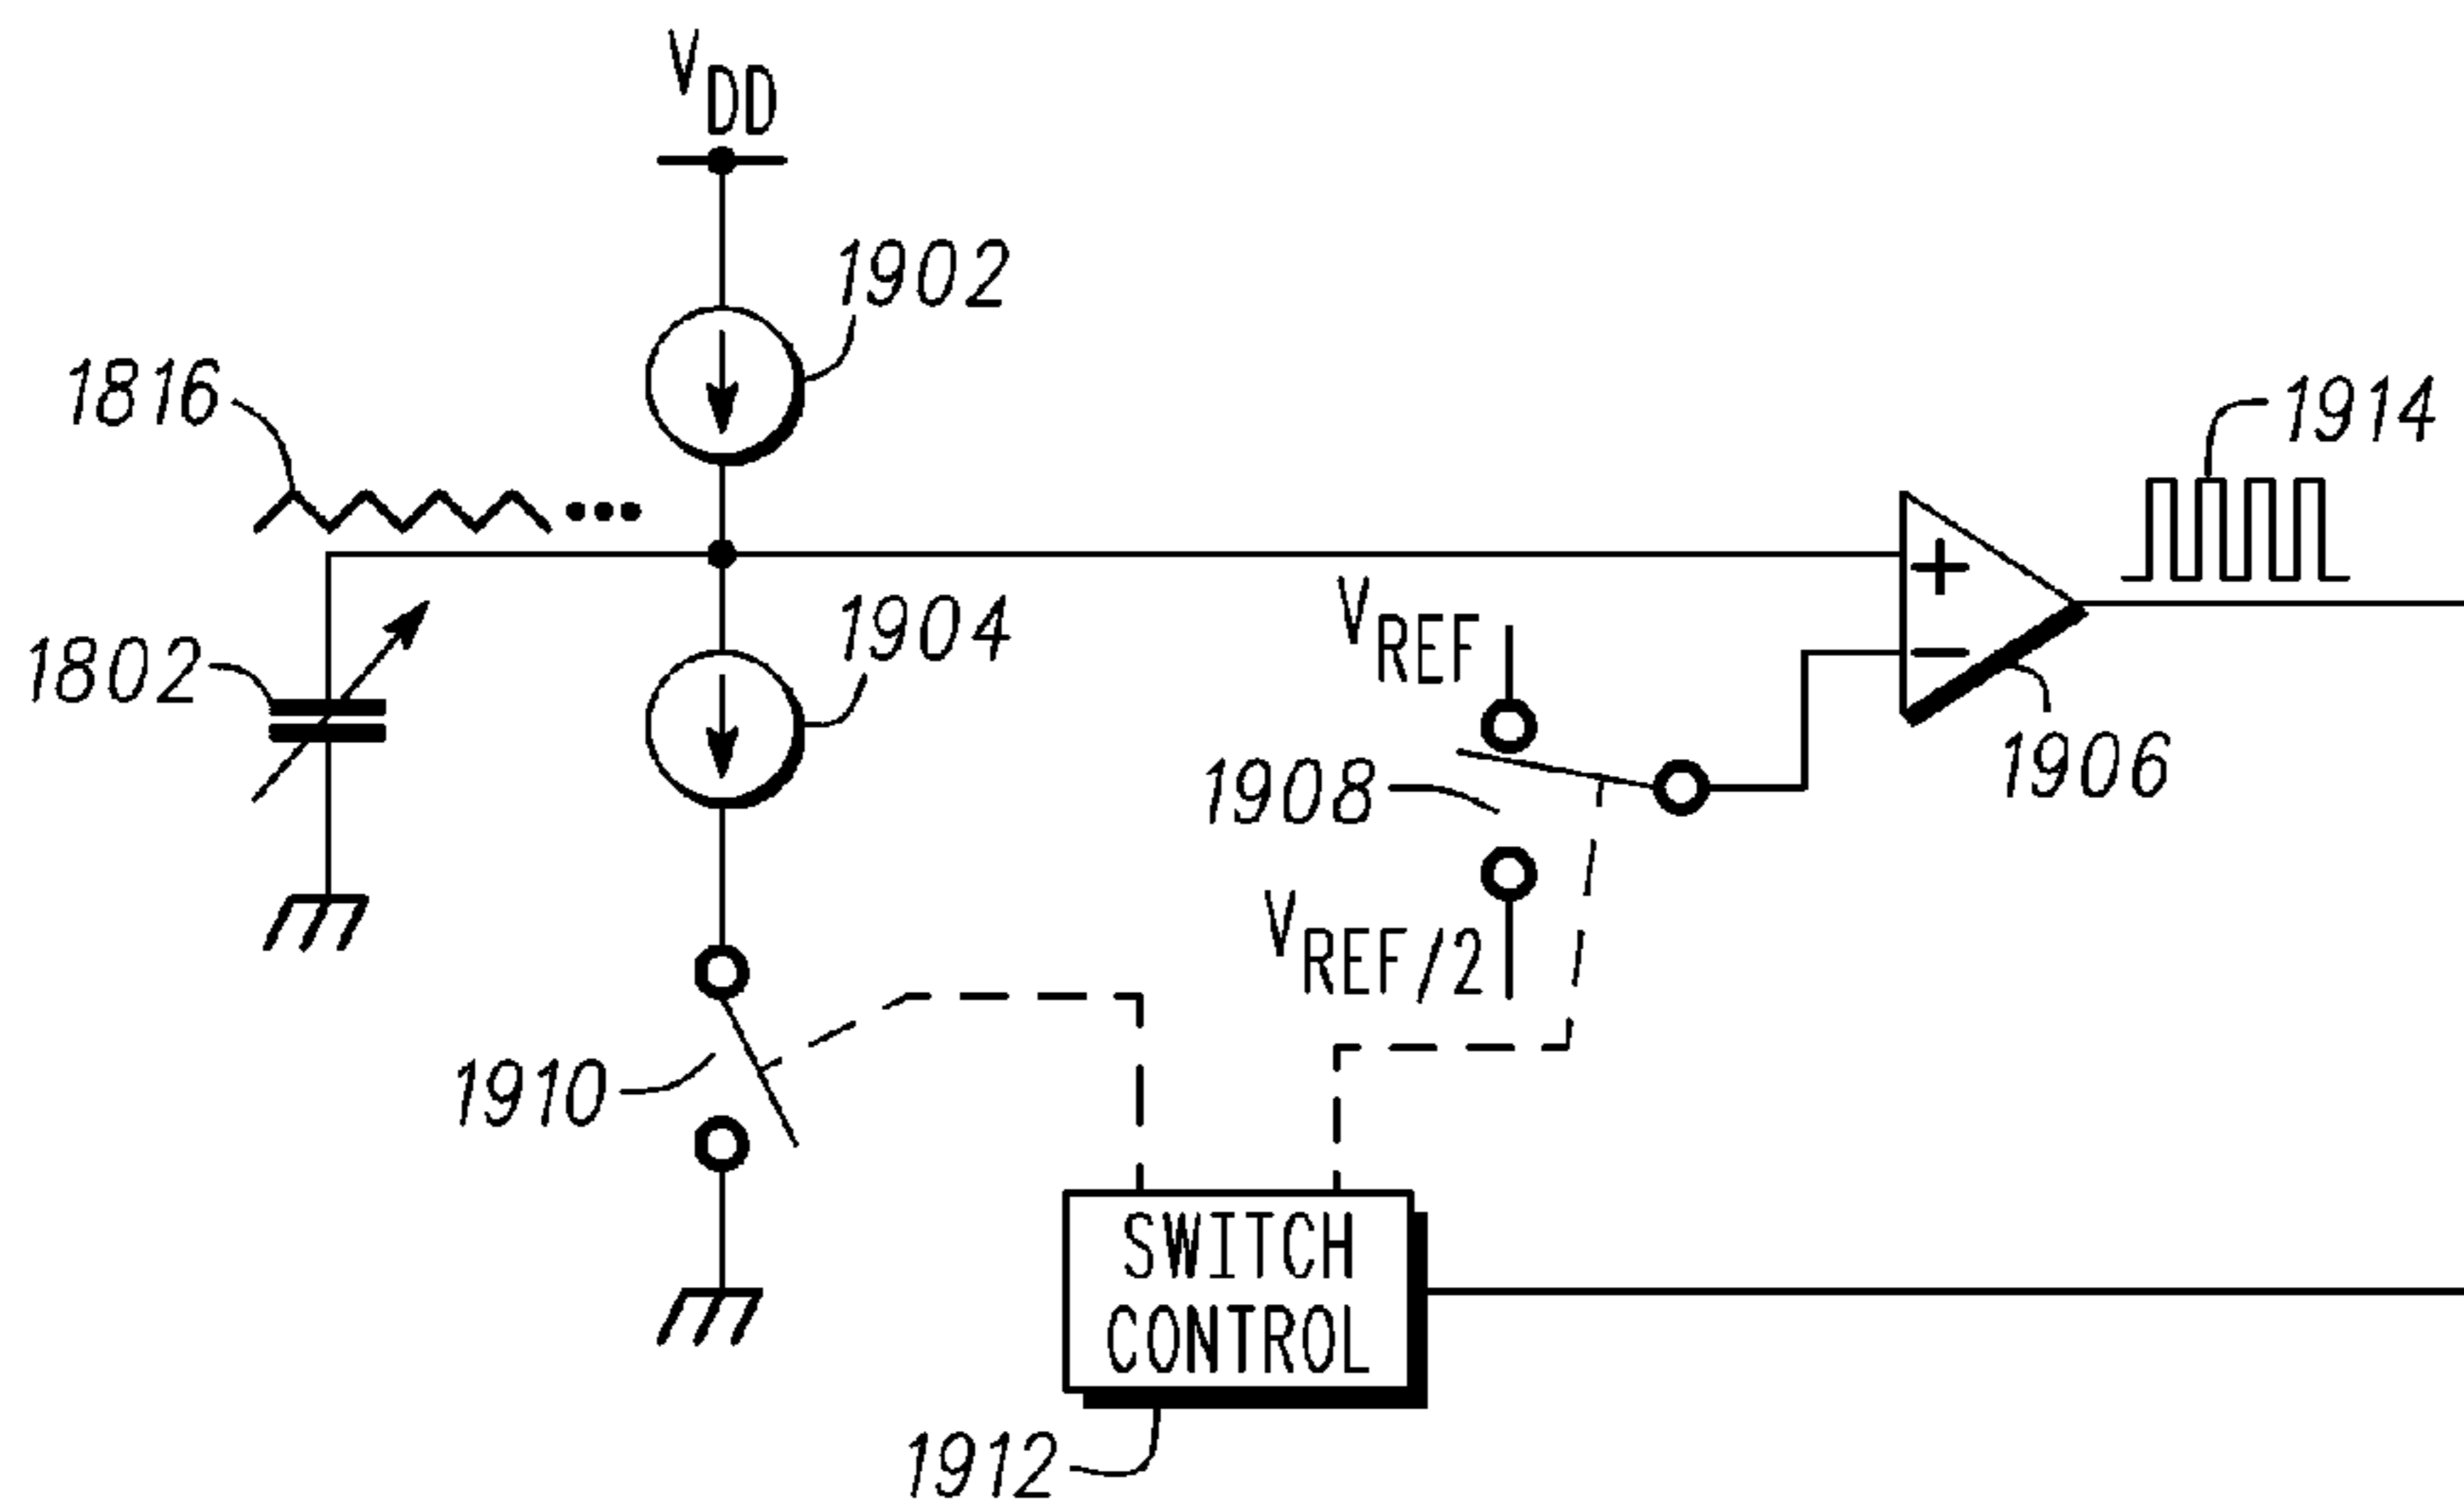 VDD
1902
1816
1914
1904
VREF
1802
1906
1908
VREF/2
1910
SWITCH
CONTROL
1912